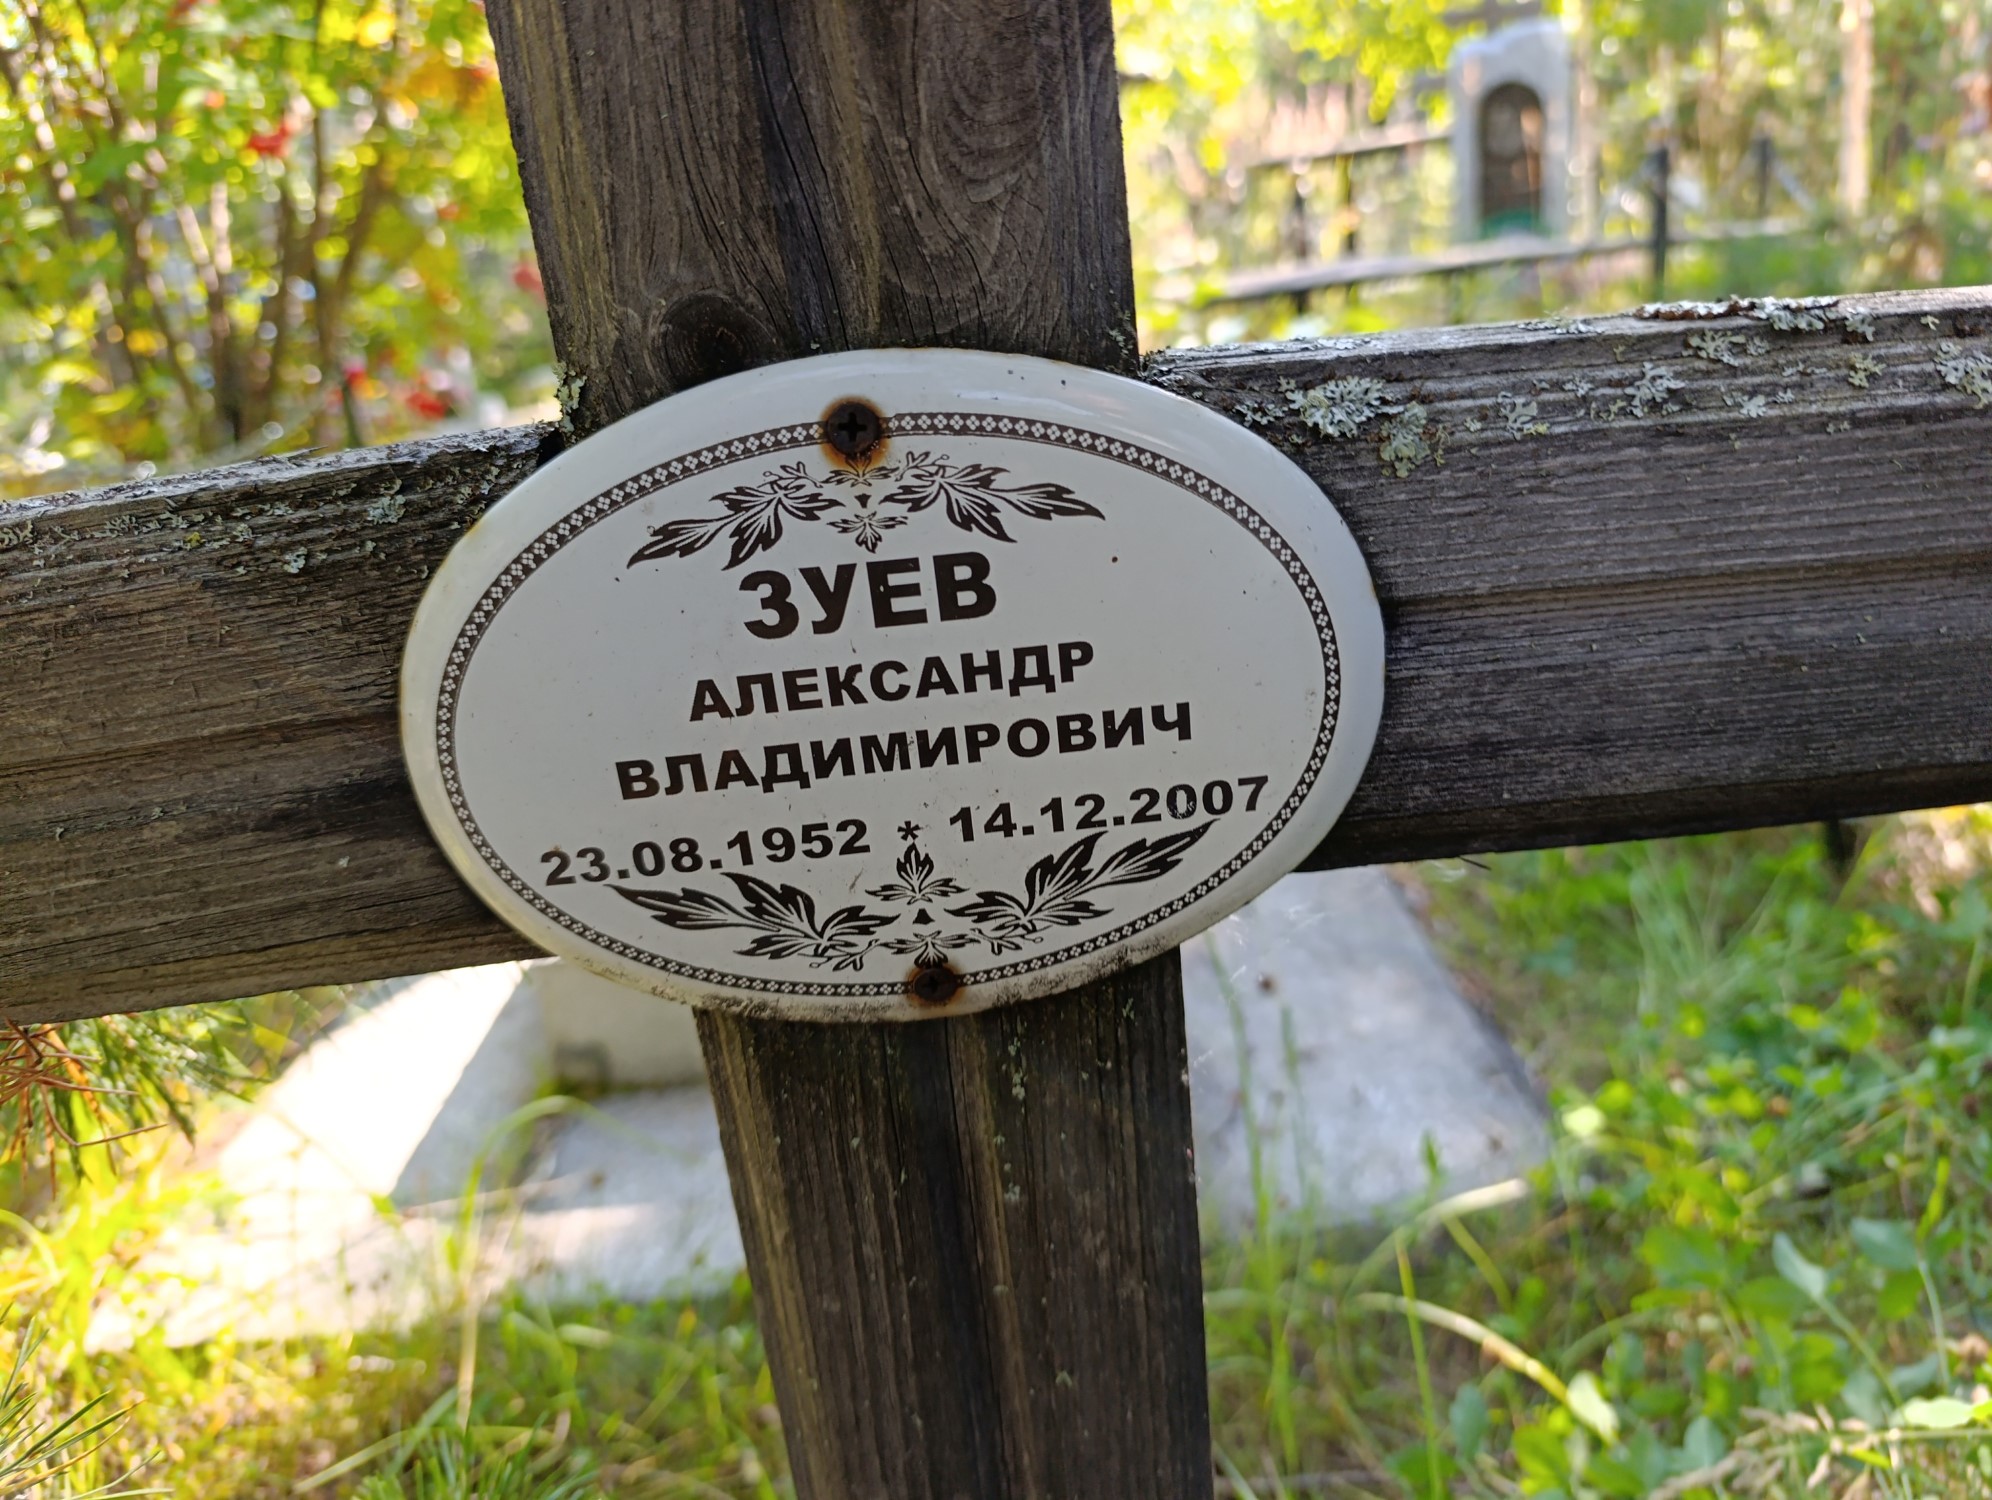 ЗУЕВ
АЛЕКСАНДР
ВЛАДИМИРОВИЧ
23.08.1952 * 14.12.2007